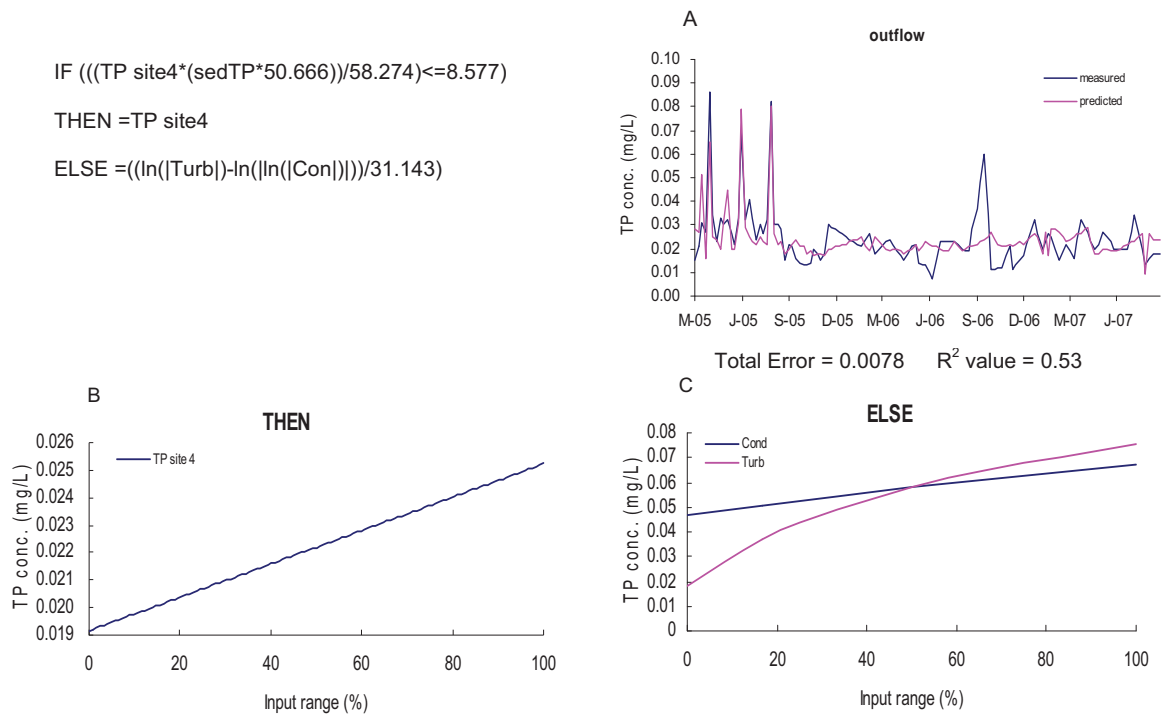 IF (((TP site4*(sedTP*50.666))/58.274)<=8.577)
THEN =TP site4
ELSE =((ln(|Turb|)-ln(|ln(|Con|)|))/31.143)
A
outflow
TP conc. (mg/L)
0.10
0.09
0.08
0.07
0.06
0.05
0.04
0.03
0.02
0.01
0.00
measured
predicted
M-05 J-05 S-05 D-05 M-06 J-06 S-06 D-06 M-07 J-07
Total Error = 0.0078 R² value = 0.53
B
THEN
TP conc. (mg/L)
0.026
0.025
0.024
0.023
0.022
0.021
0.020
0.019
TP site 4
0 20 40 60 80 100
Input range (%)
C
ELSE
TP conc. (mg/L)
0.08
0.07
0.06
0.05
0.04
0.03
0.02
0.01
0
Cond
Turb
0 20 40 60 80 100
Input range (%)